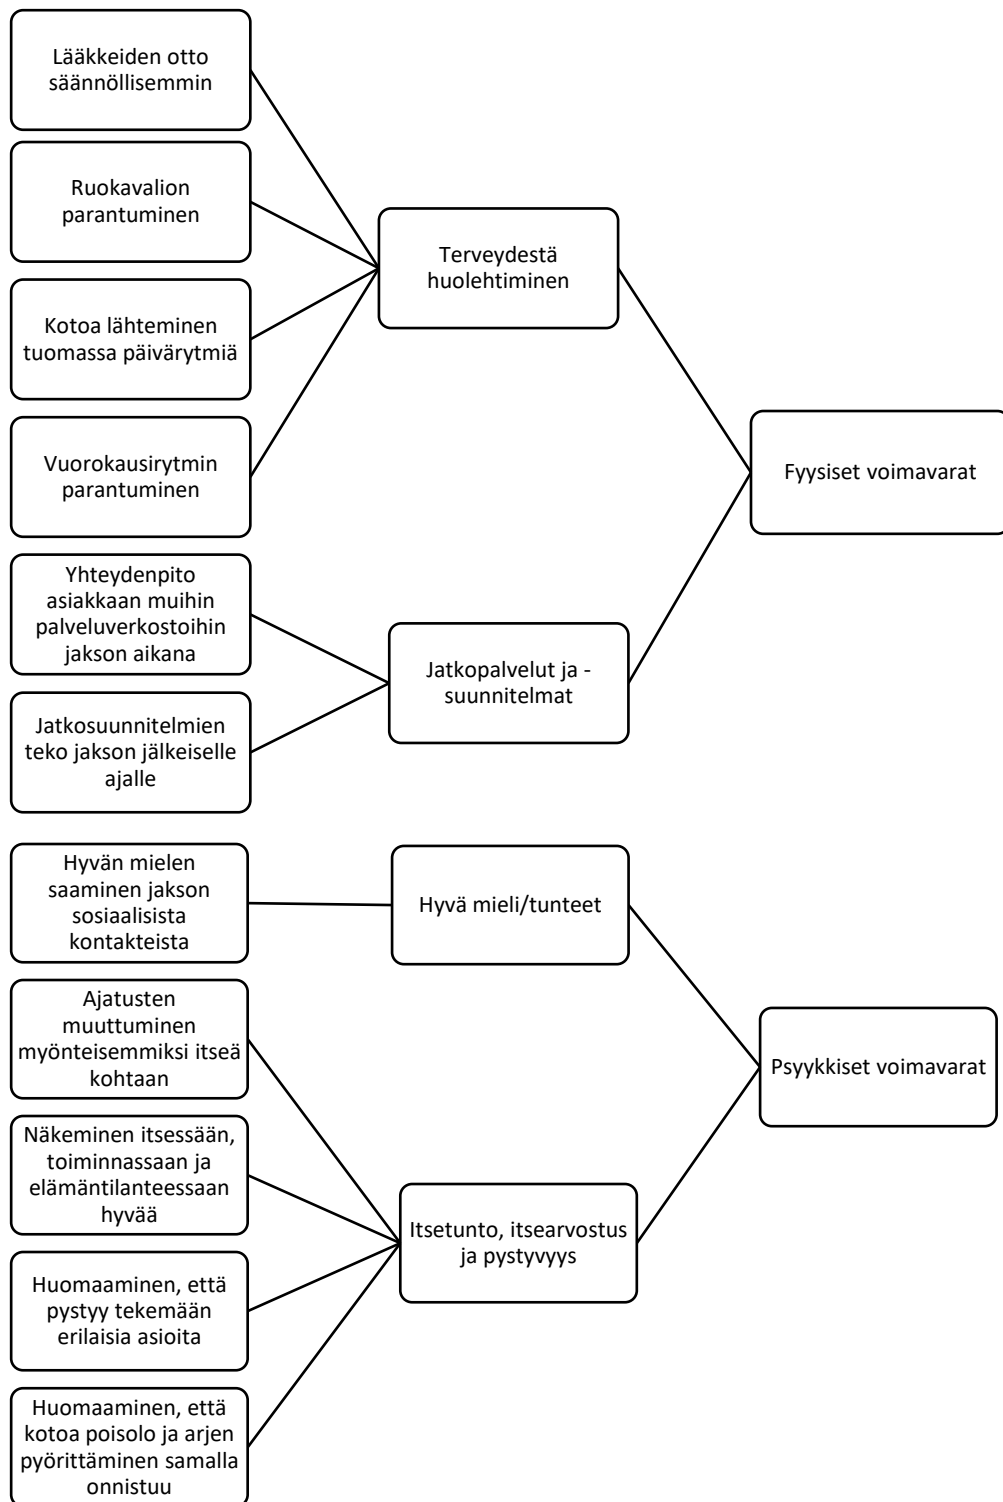 Lääkkeiden otto
säännöllisemmin
Ruokavalion
parantuminen
Kotoa lähteminen
tuomassa päivärytmiä
Vuorokausirytmin
parantuminen
Terveydestä
huolehtiminen
Fyysiset voimavarat
Yhteydenpito
asiakkaan muihin
palveluverkostoihin
jakson aikana
Jatkosuunnitelmien
teko jakson jälkeiselle
ajalle
Jatkopalvelut ja -
suunnitelmat
Hyvän mielen
saaminen jakson
sosiaalisista
kontakteista
Hyvä mieli/tunteet
Psyykkiset voimavarat
Ajatusten
muuttuminen
myönteisemmiksi itseä
kohtaan
Näkeminen itsessään,
toiminnassaan ja
elämäntilanteessaan
hyvää
Huomaaminen, että
pystyy tekemään
erilaisia asioita
Huomaaminen, että
kotoa poisolo ja arjen
pyörittäminen samalla
onnistuu
Itsetunto, itsearvostus
ja pystyvyys